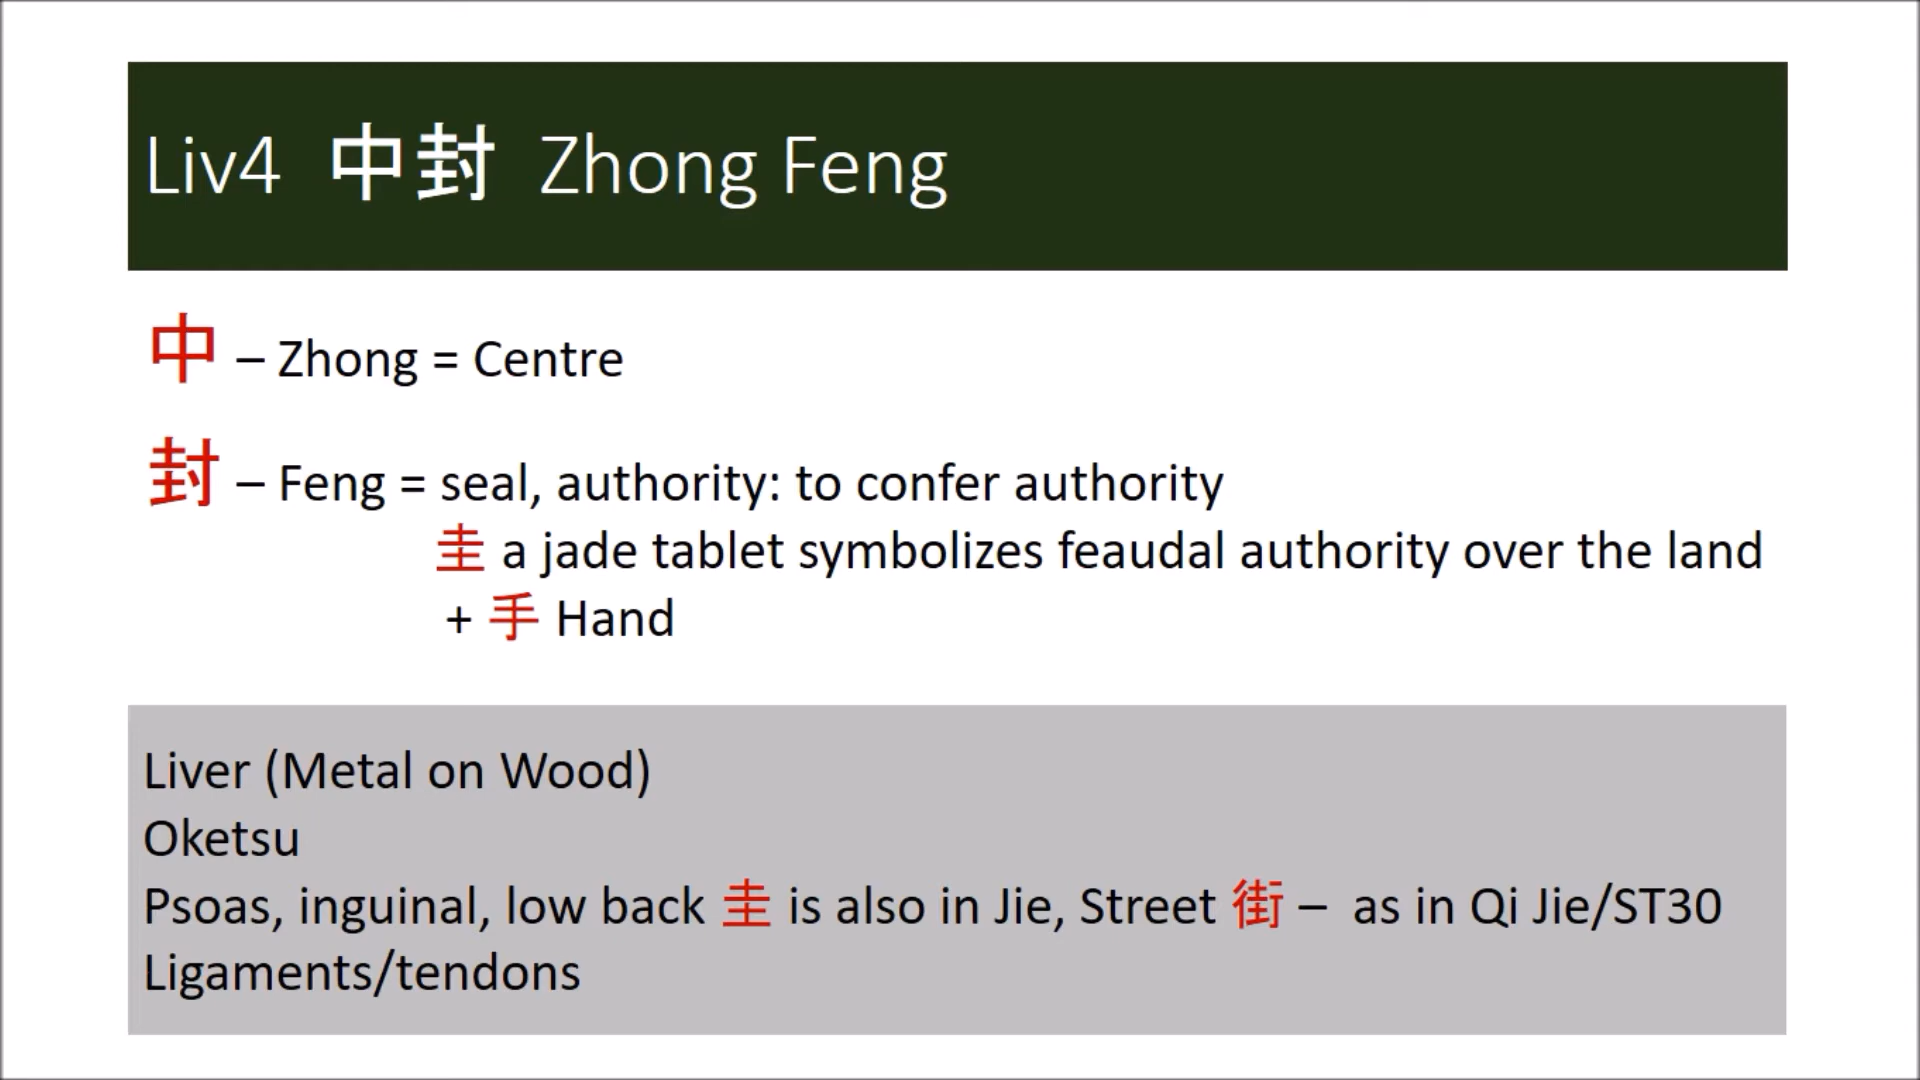 Liv4 中封 Zhong Feng
中 – Zhong = Centre
封 – Feng = seal, authority: to confer authority
圭 a jade tablet symbolizes feaudal authority over the land
+ 手 Hand
Liver (Metal on Wood)
Oketsu
Psoas, inguinal, low back 圭 is also in Jie, Street 街 – as in Qi Jie/ST30
Ligaments/tendons